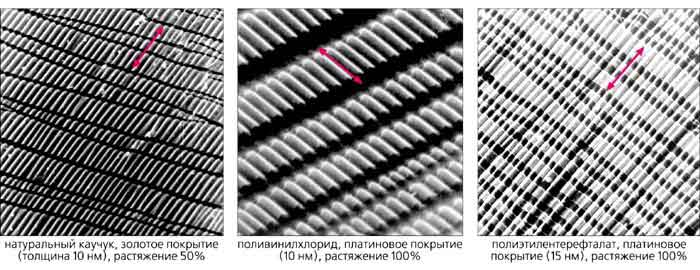 натуральный каучук, золотое покрытие
(толщина 10 нм), растяжение 50%
поливинилхлорид, платиновое покрытие
(10 нм), растяжение 100%
полиэтилентерефталат, платиновое
покрытие (15 нм), растяжение 100%